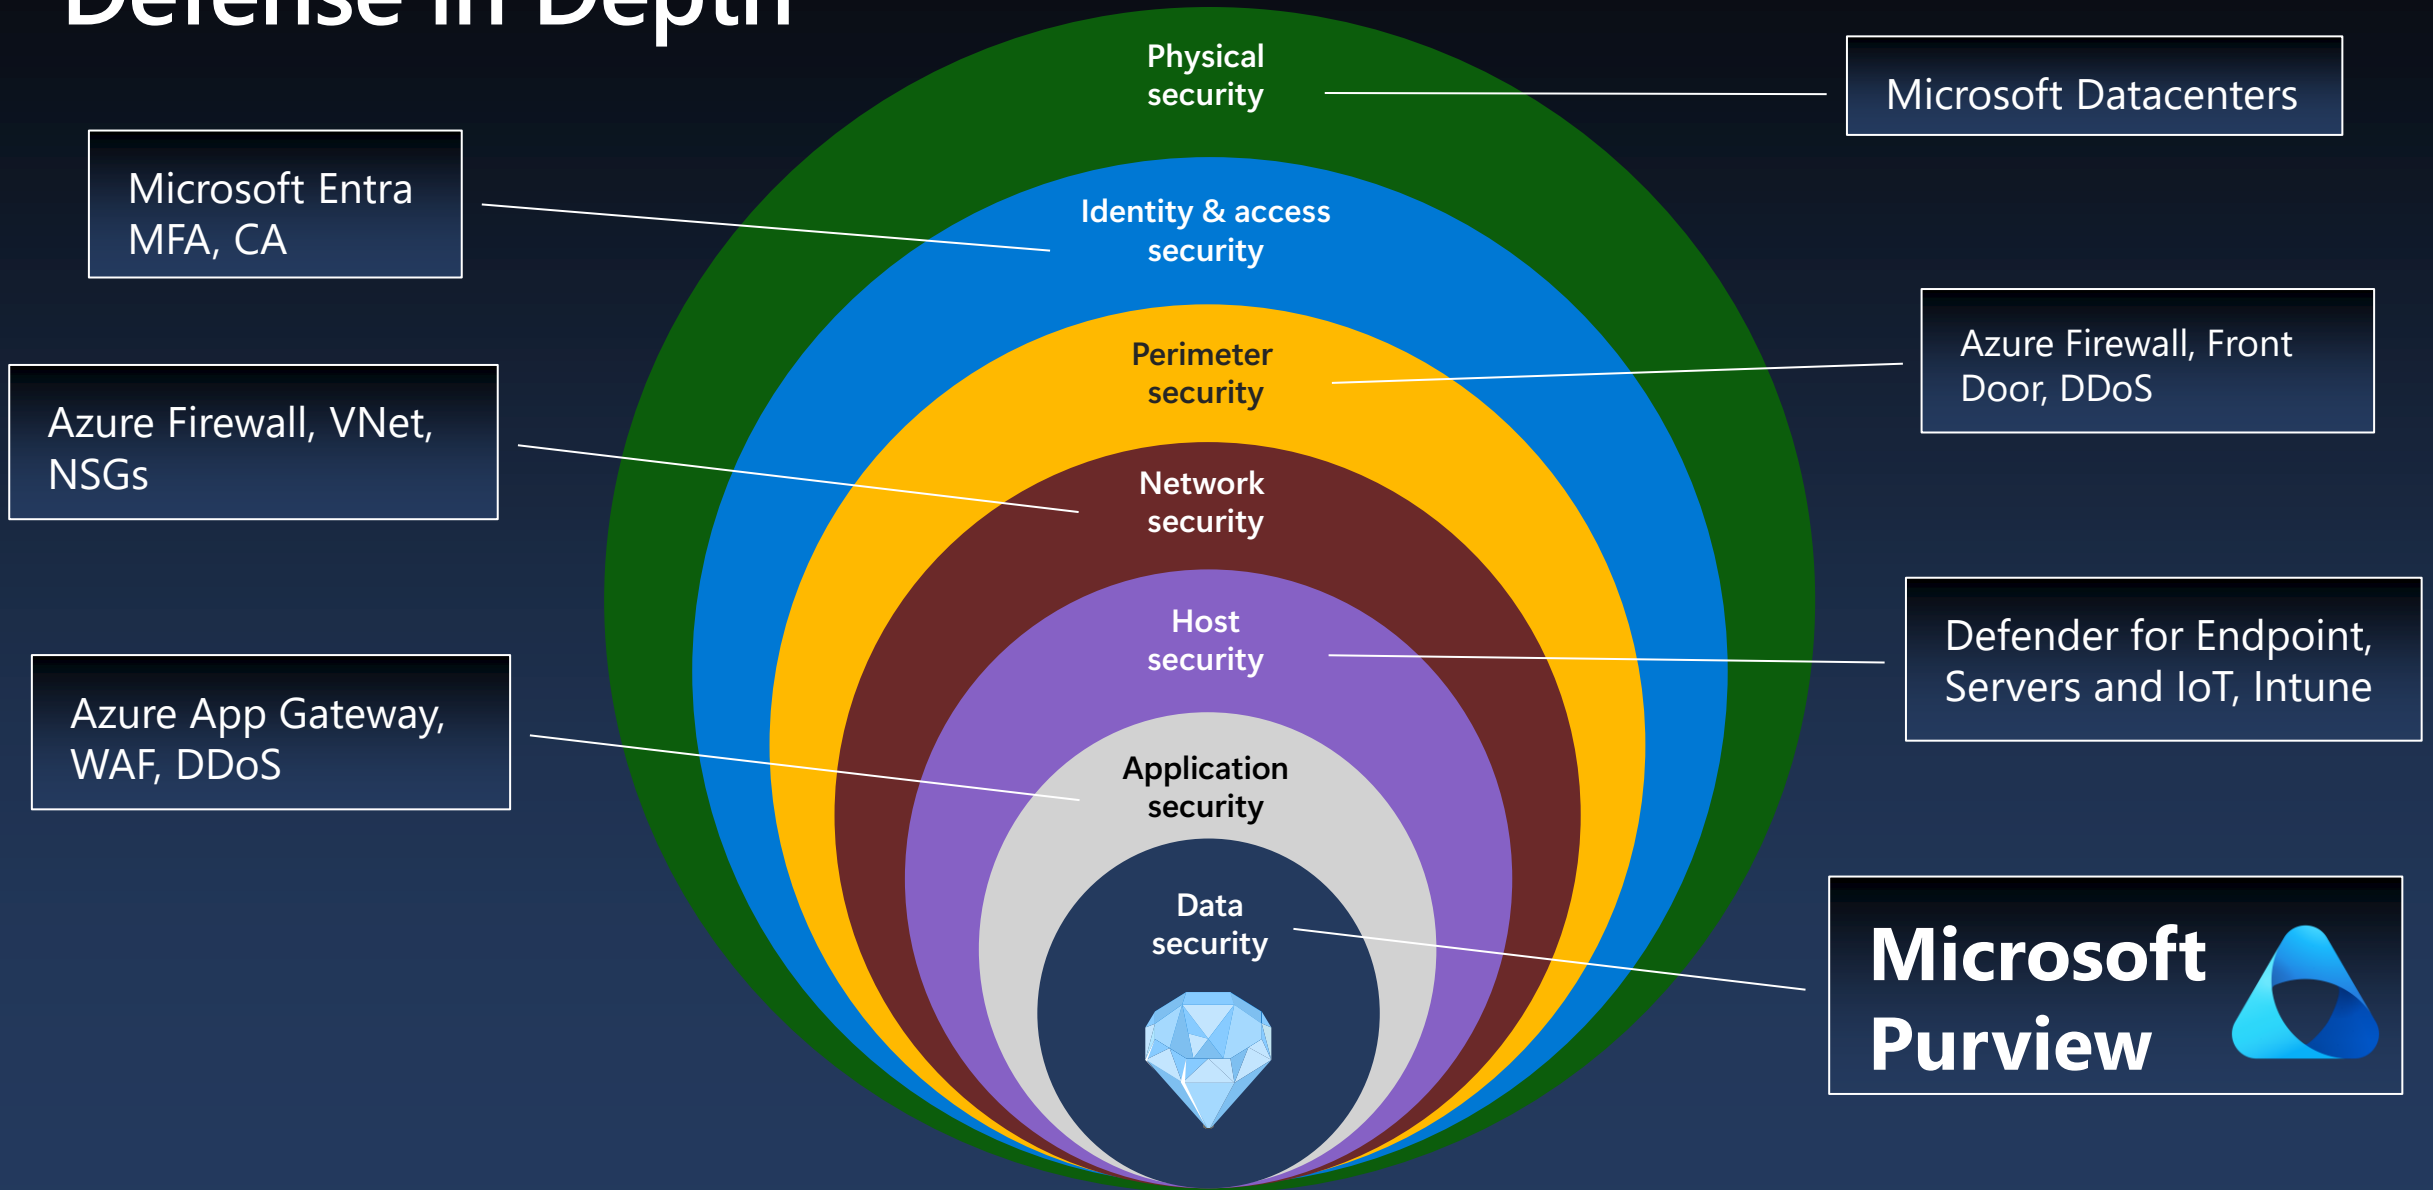 Defense in Depth
Physical
security
Microsoft Datacenters
Microsoft Entra
MFA, CA
Identity & access
security
Perimeter
security
Azure Firewall, Front
Door, DDoS
Azure Firewall, VNet,
NSGs
Network
security
Host
security
Defender for Endpoint,
Servers and IoT, Intune
Azure App Gateway,
WAF, DDoS
Application
security
Data
security
Microsoft
Purview